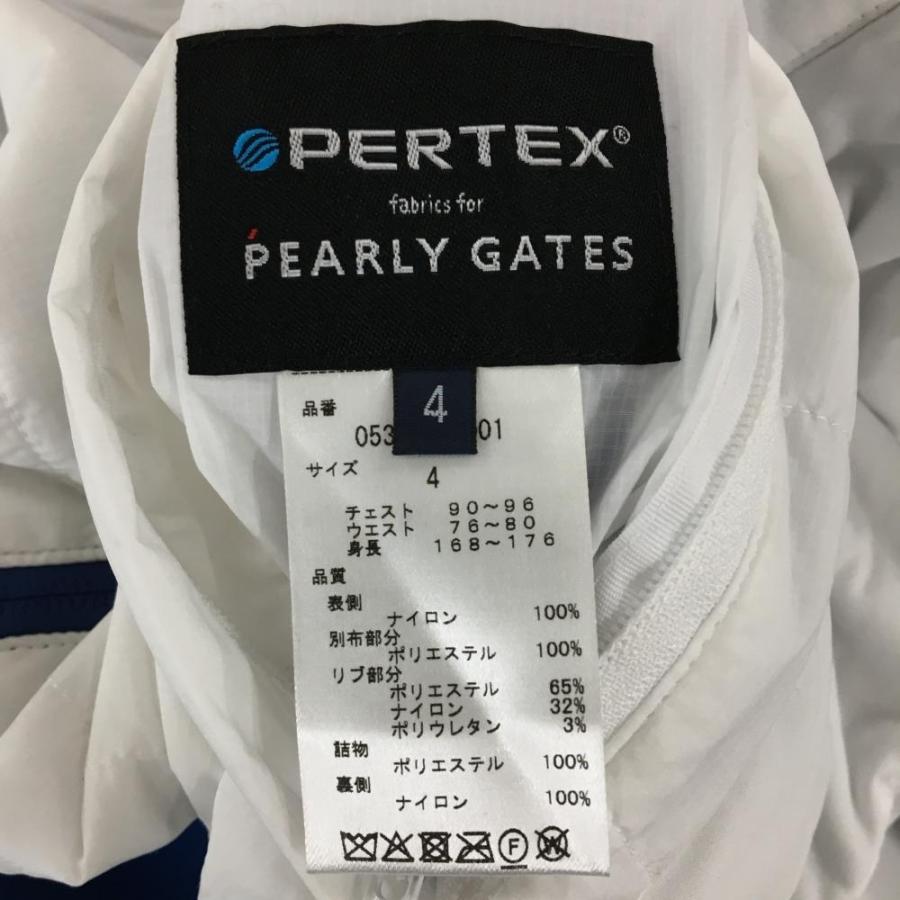 PERTEX®
fabrics for
PEARLY GATES
4
品番
053 01
サイズ
4
チェスト 90～96
ウエスト 76～80
身長 168～176
品質
表側
ナイロン 100%
別布部分
ポリエステル 100%
リブ部分
ポリエステル 65%
ナイロン 32%
ポリウレタン 3%
詰物
ポリエステル 100%
裏側
ナイロン 100%
F W